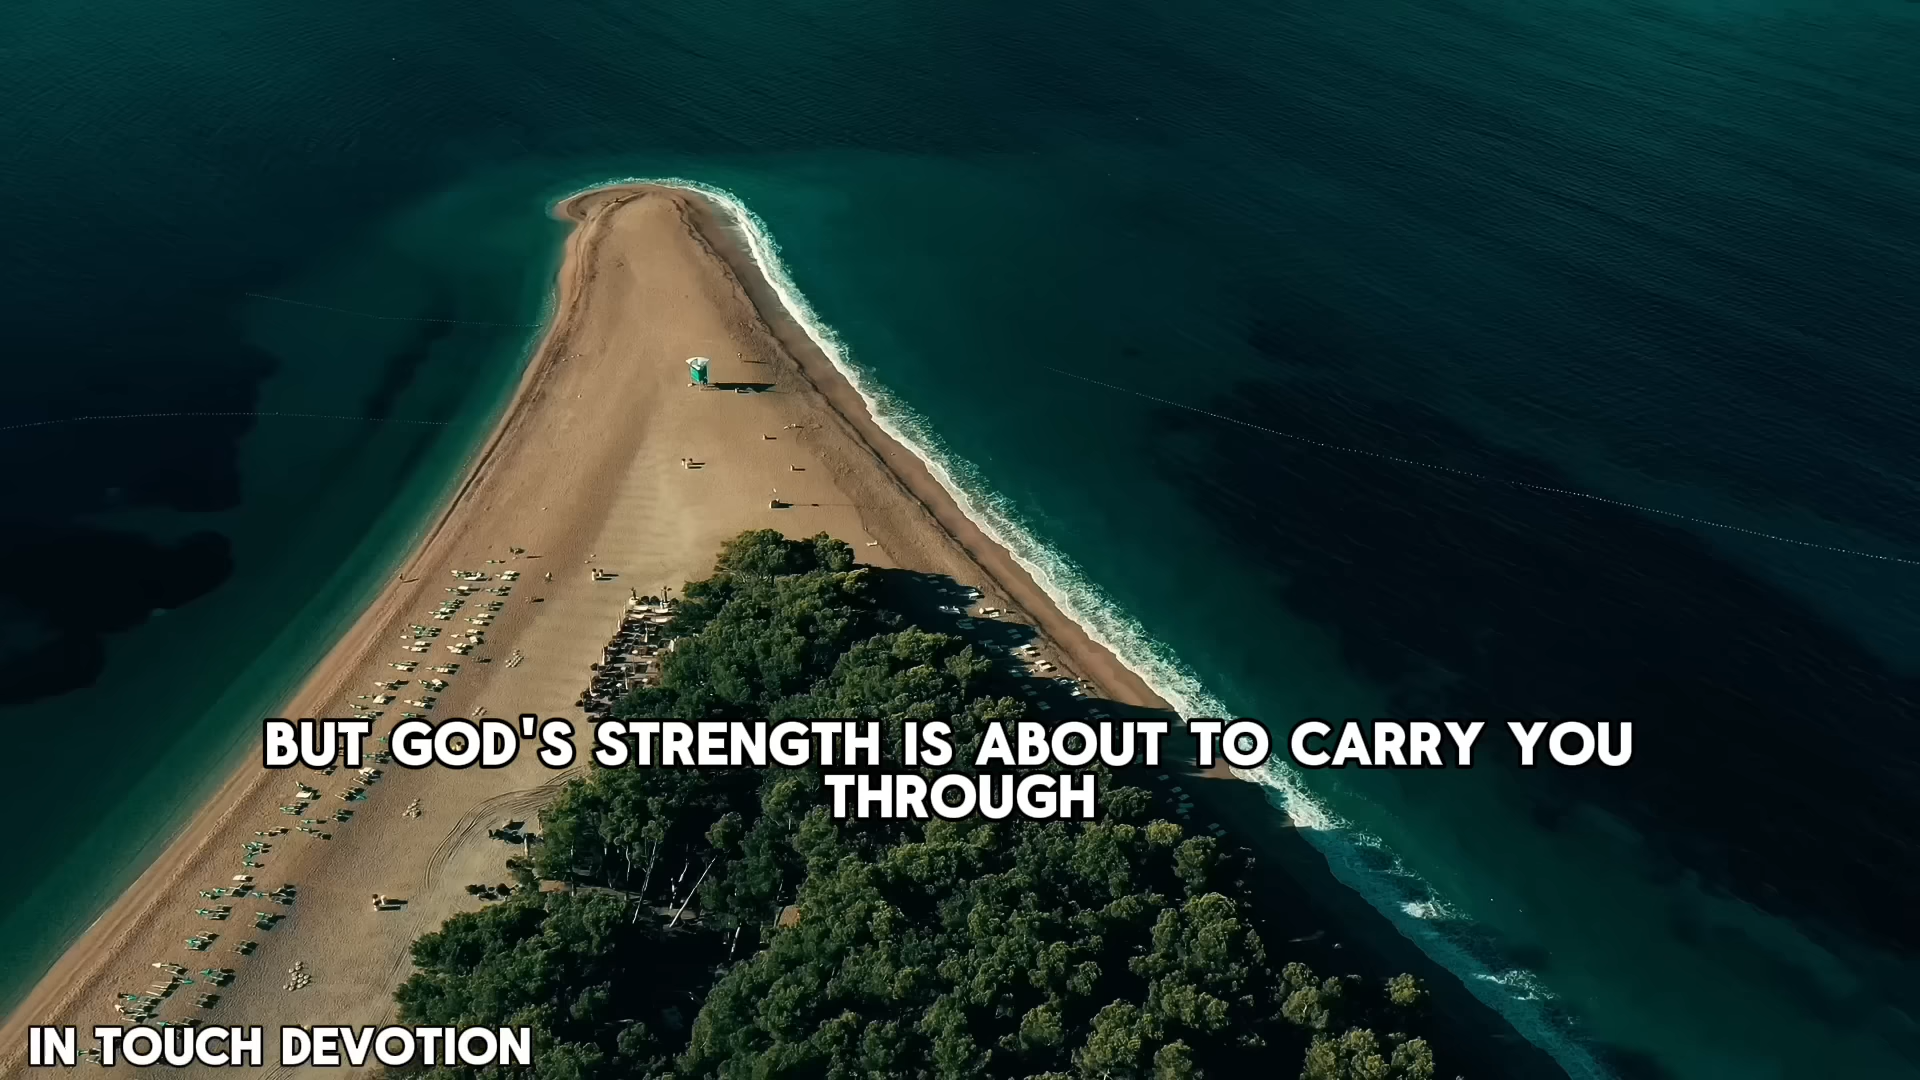 BUT GOD'S STRENGTH IS ABOUT TO CARRY YOU
THROUGH
IN TOUCH DEVOTION